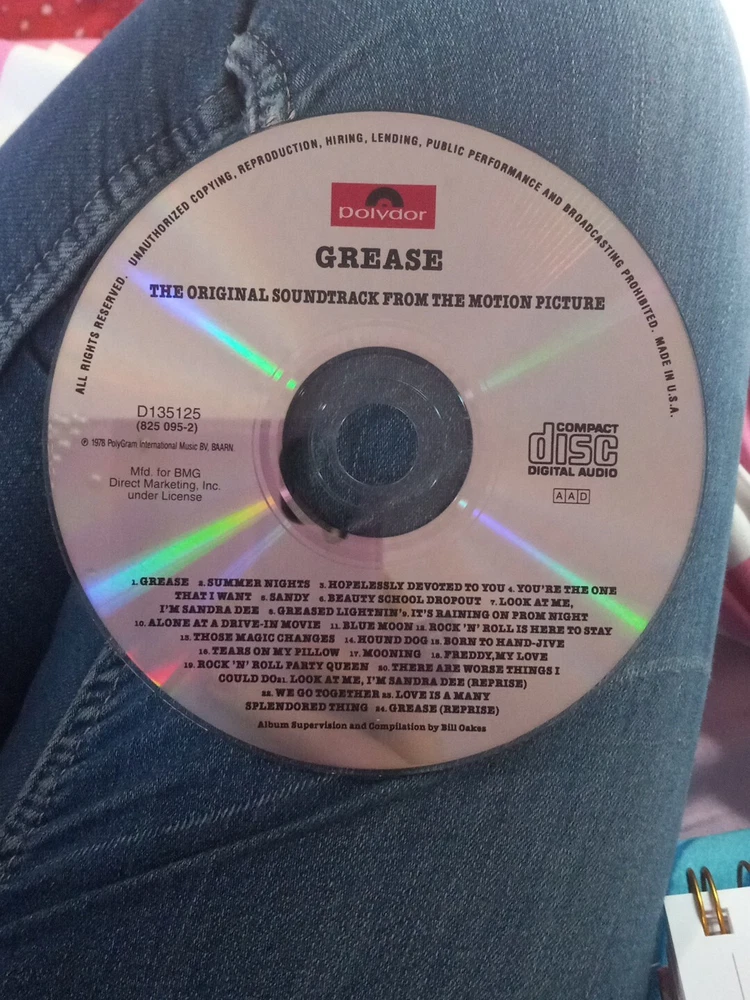 ALL RIGHTS RESERVED. UNAUTHORIZED COPYING, REPRODUCTION, HIRING, LENDING, PUBLIC PERFORMANCE AND BROADCASTING PROHIBITED. MADE IN U.S.A.
polydor
GREASE
THE ORIGINAL SOUNDTRACK FROM THE MOTION PICTURE
D135125
(825 095-2)
℗ 1978 PolyGram International Music BV, BAARN.
Mfd. for BMG
Direct Marketing, Inc.
under License
COMPACT
disc
DIGITAL AUDIO
AAD
1. GREASE 2. SUMMER NIGHTS 3. HOPELESSLY DEVOTED TO YOU 4. YOU'RE THE ONE
THAT I WANT 5. SANDY 6. BEAUTY SCHOOL DROPOUT 7. LOOK AT ME,
I'M SANDRA DEE 8. GREASED LIGHTNIN' 9. IT'S RAINING ON PROM NIGHT
10. ALONE AT A DRIVE-IN MOVIE 11. BLUE MOON 12. ROCK 'N' ROLL IS HERE TO STAY
13. THOSE MAGIC CHANGES 14. HOUND DOG 15. BORN TO HAND-JIVE
16. TEARS ON MY PILLOW 17. MOONING 18. FREDDY,MY LOVE
19. ROCK 'N' ROLL PARTY QUEEN 20. THERE ARE WORSE THINGS I
COULD DO 21. LOOK AT ME, I'M SANDRA DEE (REPRISE)
22. WE GO TOGETHER 23. LOVE IS A MANY
SPLENDORED THING 24. GREASE (REPRISE)
Album Supervision and Compilation by Bill Oakes